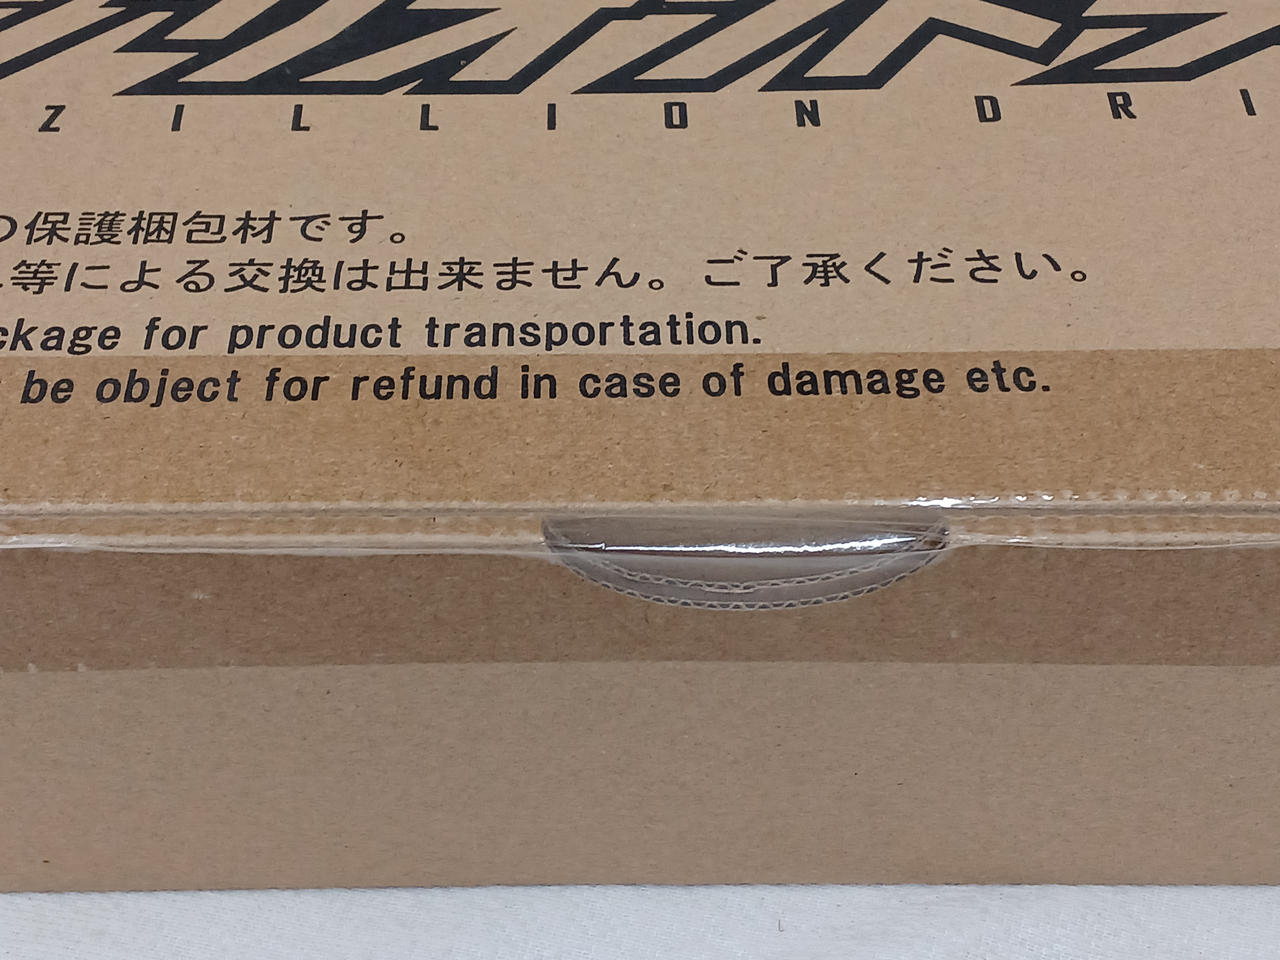 ZILLION DRI
の保護梱包材です。
等による交換は出来ません。ご了承ください。
ckage for product transportation.
be object for refund in case of damage etc.